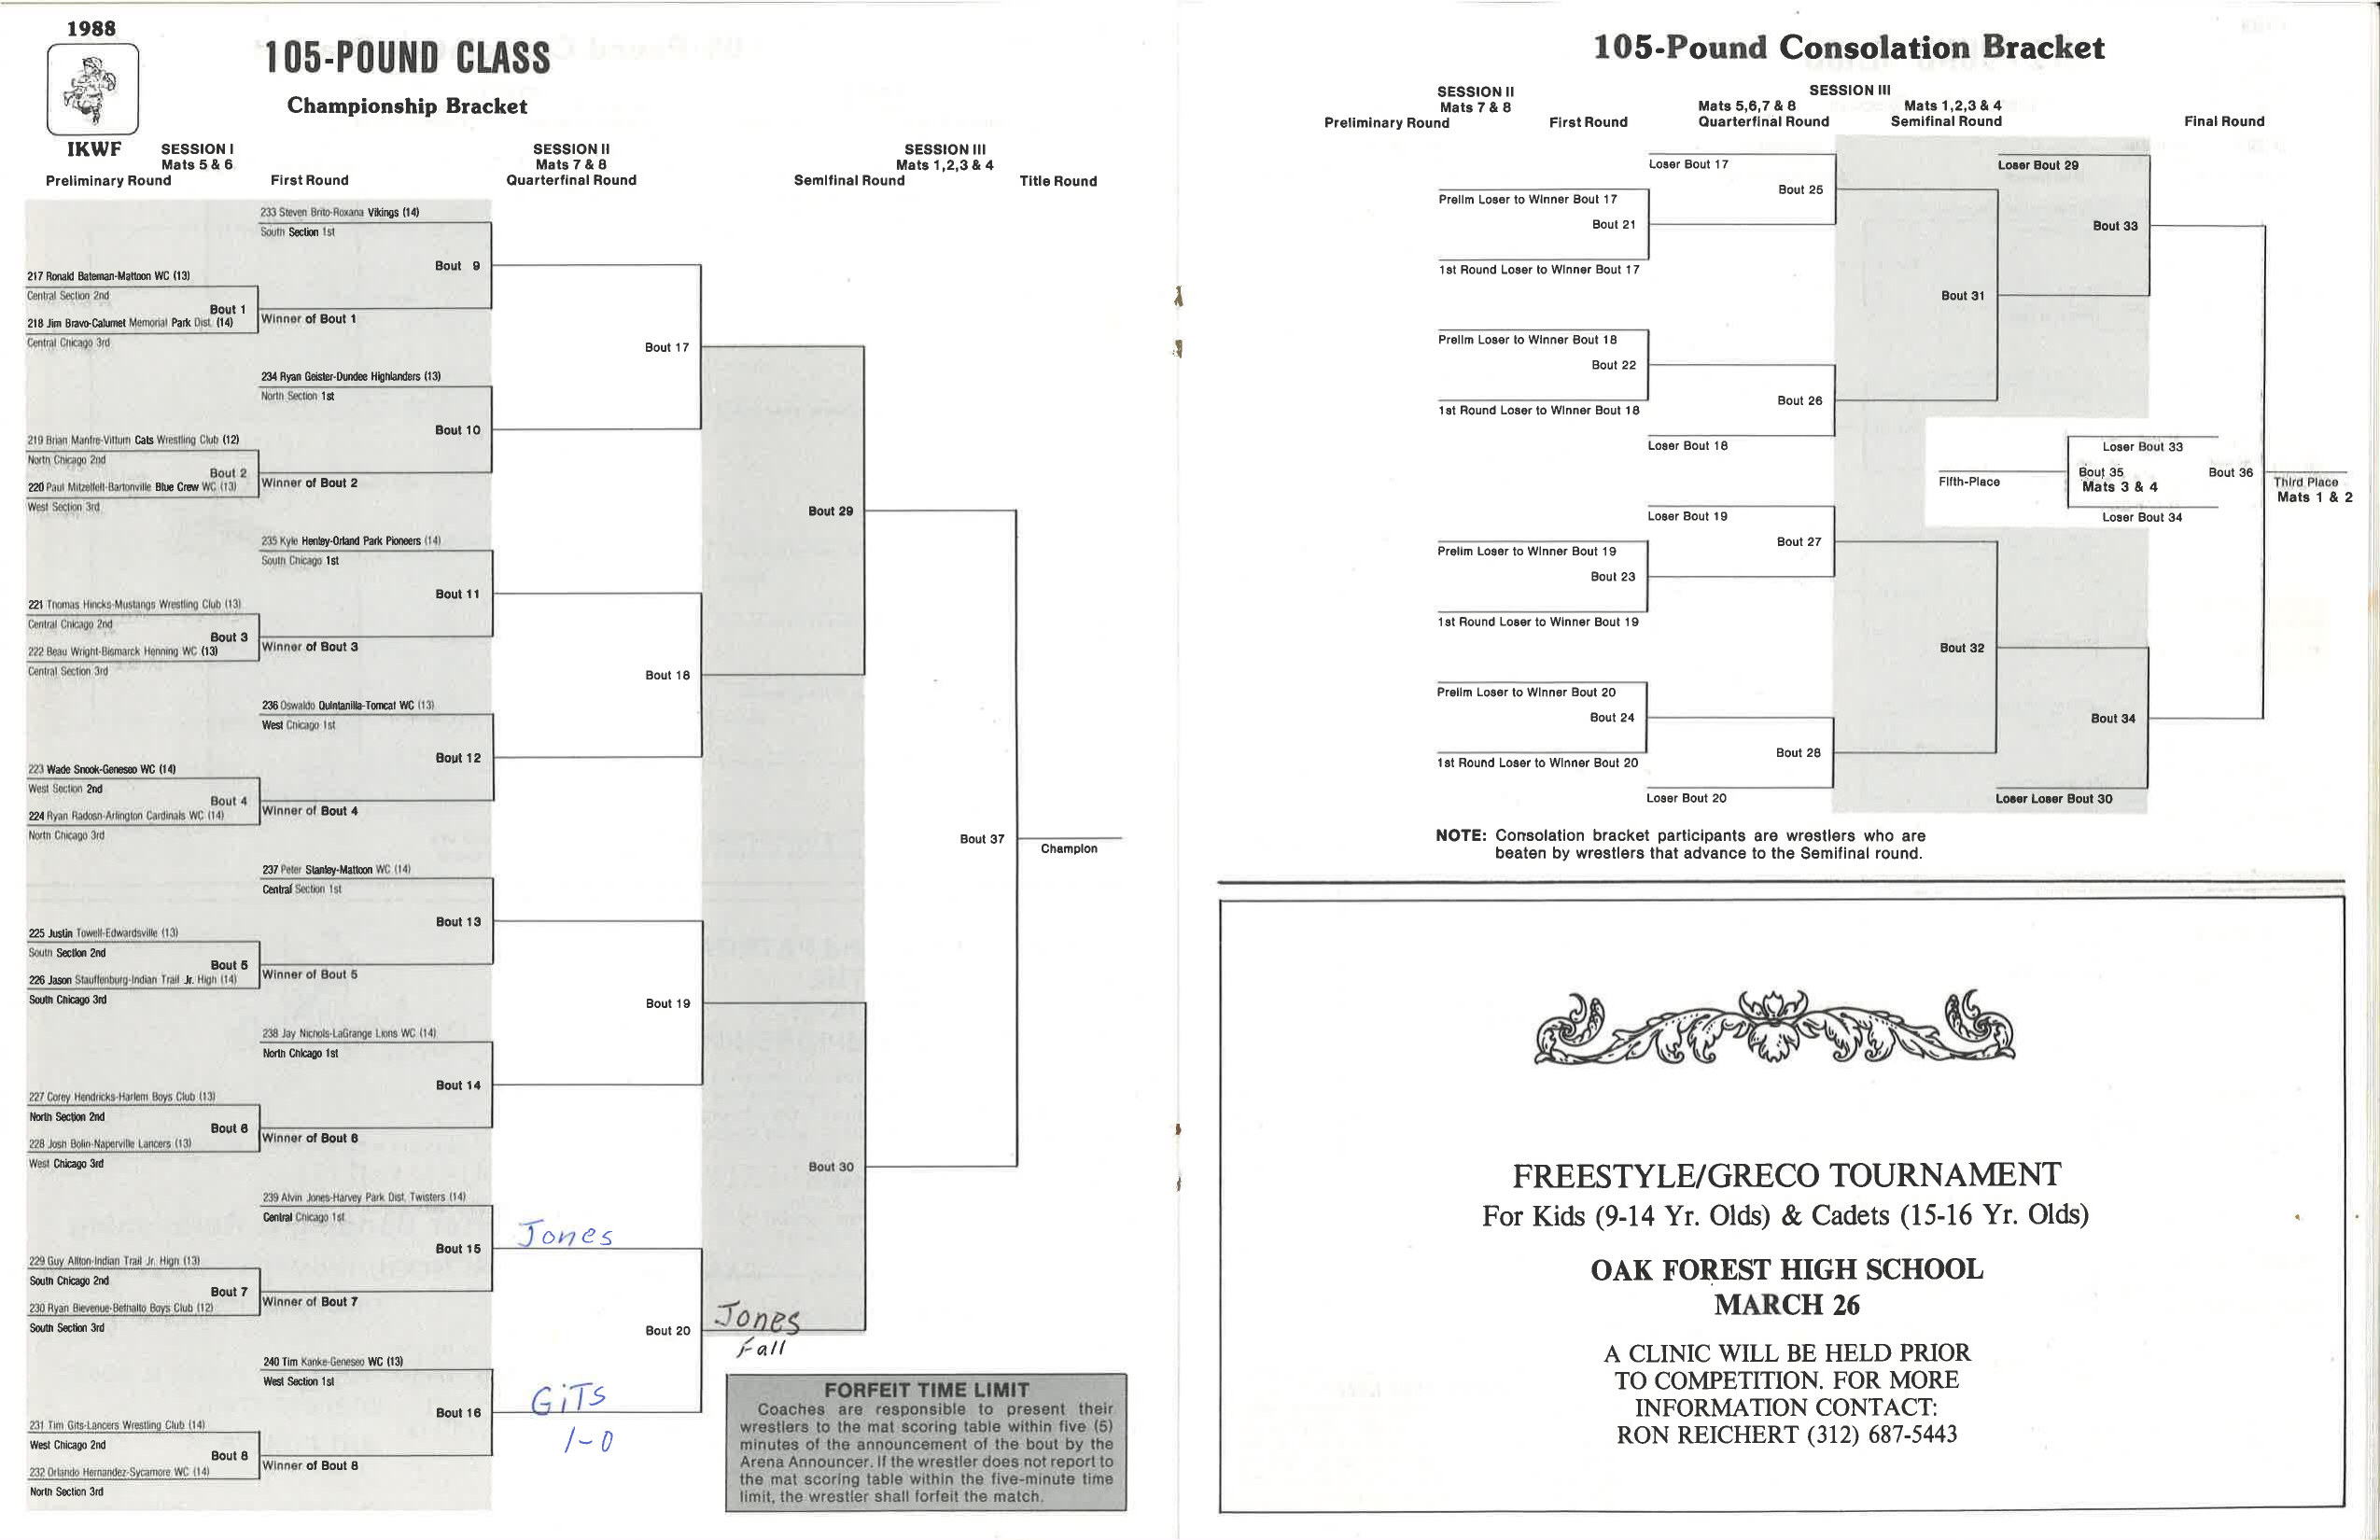 1988
105-POUND CLASS
Championship Bracket
IKWF
SESSION I
Mats 5 & 6
Preliminary Round
First Round
SESSION II
Mats 7 & 8
Quarterfinal Round
SESSION III
Mats 1,2,3 & 4
Semifinal Round
Title Round
233 Steven Brito-Roxana Vikings (14)
South Section 1st
Bout 9
217 Ronald Bateman-Mattoon WC (13)
Central Section 2nd
Bout 1
218 Jim Bravo-Calumet Memorial Park Dist. (14)
Winner of Bout 1
Central Chicago 3rd
Bout 17
234 Ryan Geister-Dundee Highlanders (13)
North Section 1st
Bout 10
219 Brian Manfre-Vittum Cats Wrestling Club (12)
North Chicago 2nd
Bout 2
220 Paul Mitzelfelt-Bartonville Blue Crew WC (13)
Winner of Bout 2
West Section 3rd
Bout 29
235 Kyle Henley-Orland Park Pioneers (14)
South Chicago 1st
Bout 11
221 Thomas Hincks-Mustangs Wrestling Club (13)
Central Chicago 2nd
Bout 3
222 Beau Wright-Bismarck Henning WC (13)
Winner of Bout 3
Central Section 3rd
Bout 18
236 Oswaldo Quintanilla-Tomcat WC (13)
West Chicago 1st
Bout 12
223 Wade Snook-Geneseo WC (14)
West Section 2nd
Bout 4
224 Ryan Radosn-Arlington Cardinals WC (14)
Winner of Bout 4
North Chicago 3rd
Bout 37
Champion
237 Peter Stanley-Mattoon WC (14)
Central Section 1st
Bout 13
225 Justin Towell-Edwardsville (13)
South Section 2nd
Bout 5
226 Jason Stauffenburg-Indian Trail Jr. High (14)
Winner of Bout 5
South Chicago 3rd
Bout 19
238 Jay Nichols-LaGrange Lions WC (14)
North Chicago 1st
Bout 14
227 Corey Hendricks-Harlem Boys Club (13)
North Section 2nd
Bout 6
228 Josh Bolin-Naperville Lancers (13)
Winner of Bout 6
West Chicago 3rd
Bout 30
239 Alvin Jones-Harvey Park Dist. Twisters (14)
Central Chicago 1st
Bout 15
Jones
229 Guy Allton-Indian Trail Jr. High (13)
South Chicago 2nd
Bout 7
230 Ryan Bievenue-Bethalto Boys Club (12)
Winner of Bout 7
South Section 3rd
Bout 20
Jones
Fall
240 Tim Kanke-Geneseo WC (13)
West Section 1st
Bout 16
GiTS
1-0
231 Tim Gits-Lancers Wrestling Club (14)
West Chicago 2nd
Bout 8
232 Orlando Hernandez-Sycamore WC (14)
Winner of Bout 8
North Section 3rd
FORFEIT TIME LIMIT
Coaches are responsible to present their
wrestlers to the mat scoring table within five (5)
minutes of the announcement of the bout by the
Arena Announcer. If the wrestler does not report to
the mat scoring table within the five-minute time
limit, the wrestler shall forfeit the match.
105-Pound Consolation Bracket
SESSION II
Mats 7 & 8
Preliminary Round
First Round
SESSION III
Mats 5,6,7 & 8
Quarterfinal Round
Mats 1,2,3 & 4
Semifinal Round
Final Round
Loser Bout 17
Loser Bout 29
Bout 25
Prelim Loser to Winner Bout 17
Bout 21
Bout 33
1st Round Loser to Winner Bout 17
Bout 31
Prelim Loser to Winner Bout 18
Bout 22
Bout 26
1st Round Loser to Winner Bout 18
Loser Bout 18
Loser Bout 33
Bout 35
Mats 3 & 4
Bout 36
Fifth-Place
Third Place
Mats 1 & 2
Loser Bout 34
Loser Bout 19
Bout 27
Prelim Loser to Winner Bout 19
Bout 23
1st Round Loser to Winner Bout 19
Bout 32
Prelim Loser to Winner Bout 20
Bout 24
Bout 34
Bout 28
1st Round Loser to Winner Bout 20
Loser Bout 20
Loser Loser Bout 30
NOTE: Consolation bracket participants are wrestlers who are
beaten by wrestlers that advance to the Semifinal round.
FREESTYLE/GRECO TOURNAMENT
For Kids (9-14 Yr. Olds) & Cadets (15-16 Yr. Olds)
OAK FOREST HIGH SCHOOL
MARCH 26
A CLINIC WILL BE HELD PRIOR
TO COMPETITION. FOR MORE
INFORMATION CONTACT:
RON REICHERT (312) 687-5443